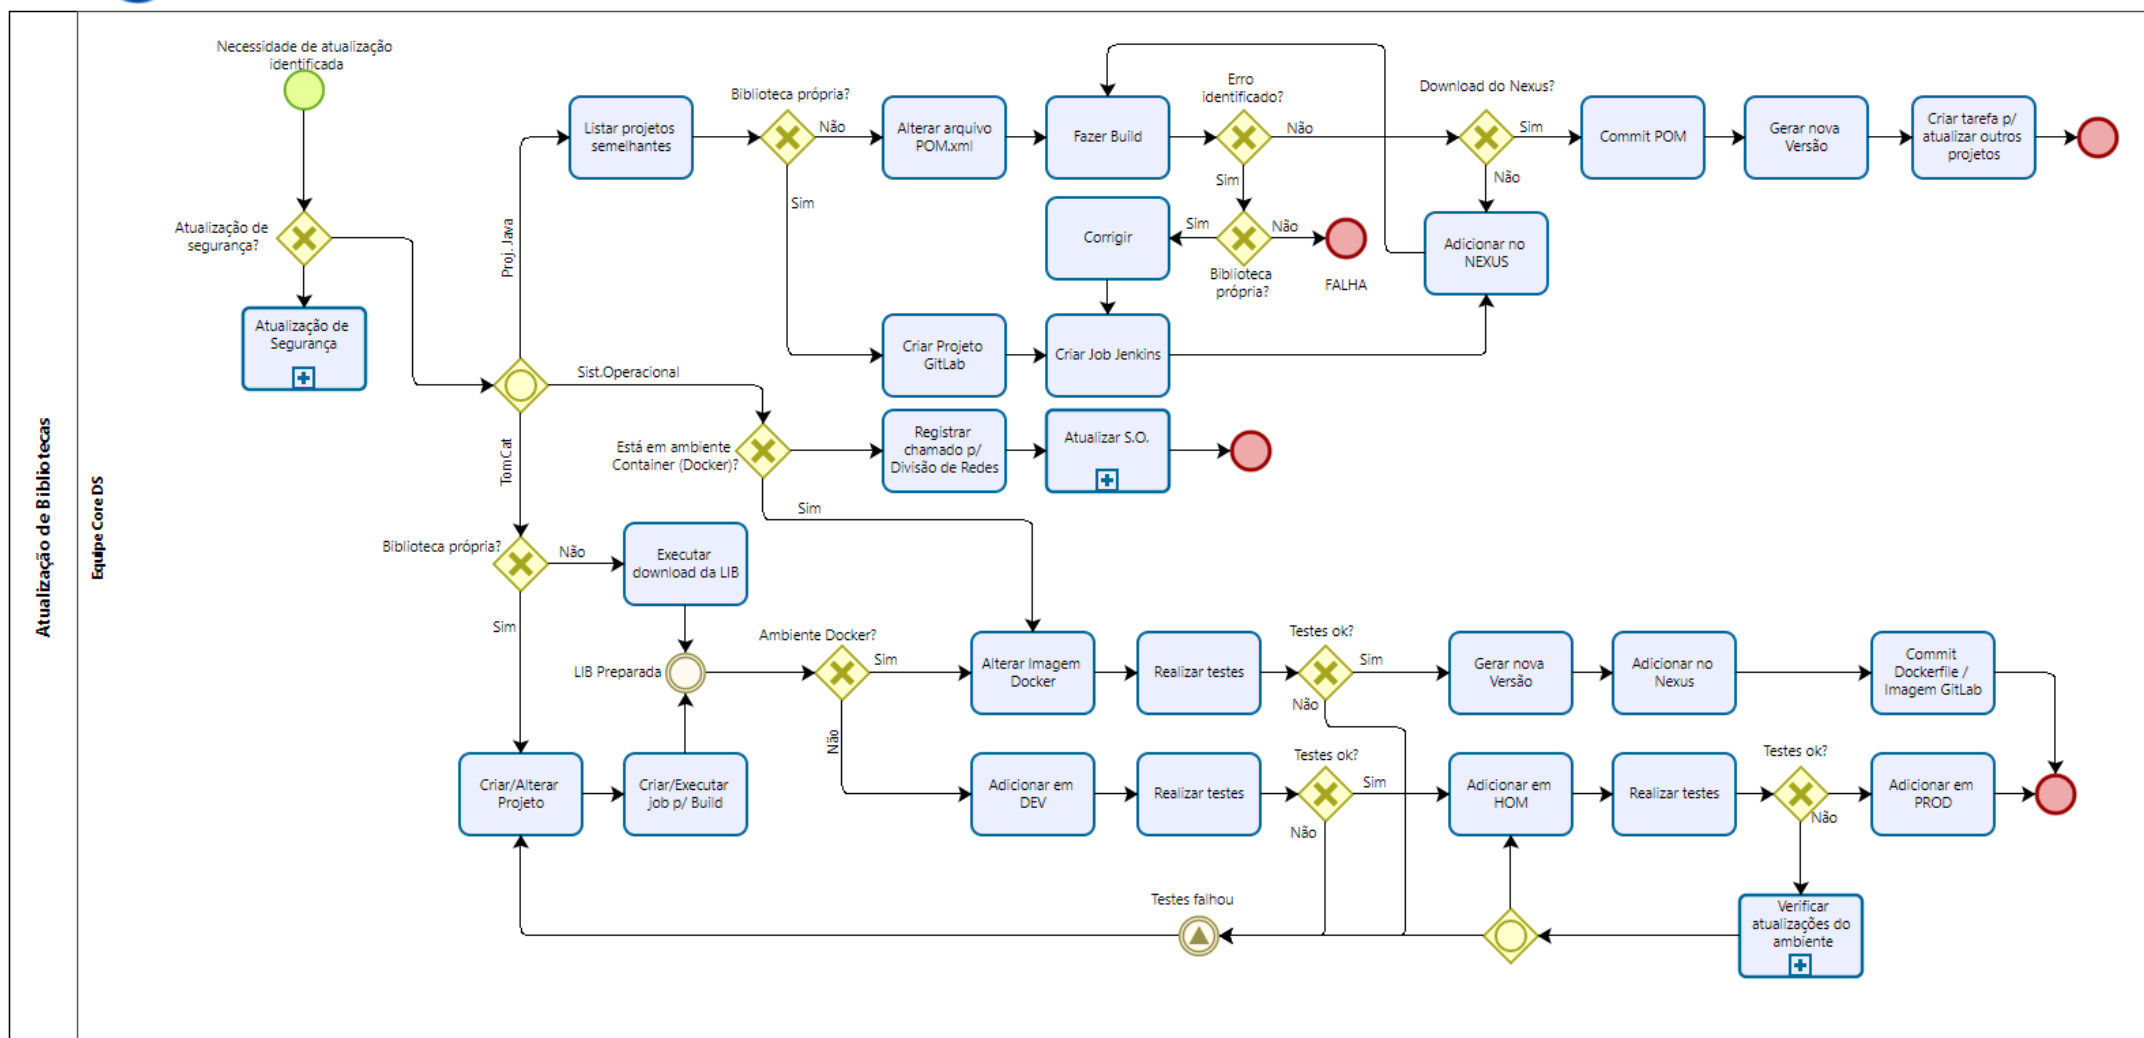 Atualização de Bibliotecas
Equipe CoreDS
Necessidade de atualização
identificada
Atualização de
segurança?
Atualização de
Segurança
Proj. Java
Sist.Operacional
TomCat
Listar projetos
semelhantes
Biblioteca própria?
Não
Sim
Alterar arquivo
POM.xml
Fazer Build
Erro
identificado?
Não
Sim
Download do Nexus?
Sim
Não
Commit POM
Gerar nova
Versão
Criar tarefa p/
atualizar outros
projetos
Corrigir
Sim
Não
Biblioteca
própria?
FALHA
Adicionar no
NEXUS
Criar Projeto
GitLab
Criar Job Jenkins
Está em ambiente
Container (Docker)?
Sim
Registrar
chamado p/
Divisão de Redes
Atualizar S.O.
Biblioteca própria?
Não
Sim
Executar
download da LIB
LIB Preparada
Ambiente Docker?
Sim
Não
Alterar Imagem
Docker
Realizar testes
Testes ok?
Sim
Não
Gerar nova
Versão
Adicionar no
Nexus
Commit
Dockerfile /
Imagem GitLab
Criar/Alterar
Projeto
Criar/Executar
job p/ Build
Adicionar em
DEV
Realizar testes
Testes ok?
Sim
Não
Adicionar em
HOM
Realizar testes
Testes ok?
Não
Adicionar em
PROD
Testes falhou
Verificar
atualizações do
ambiente